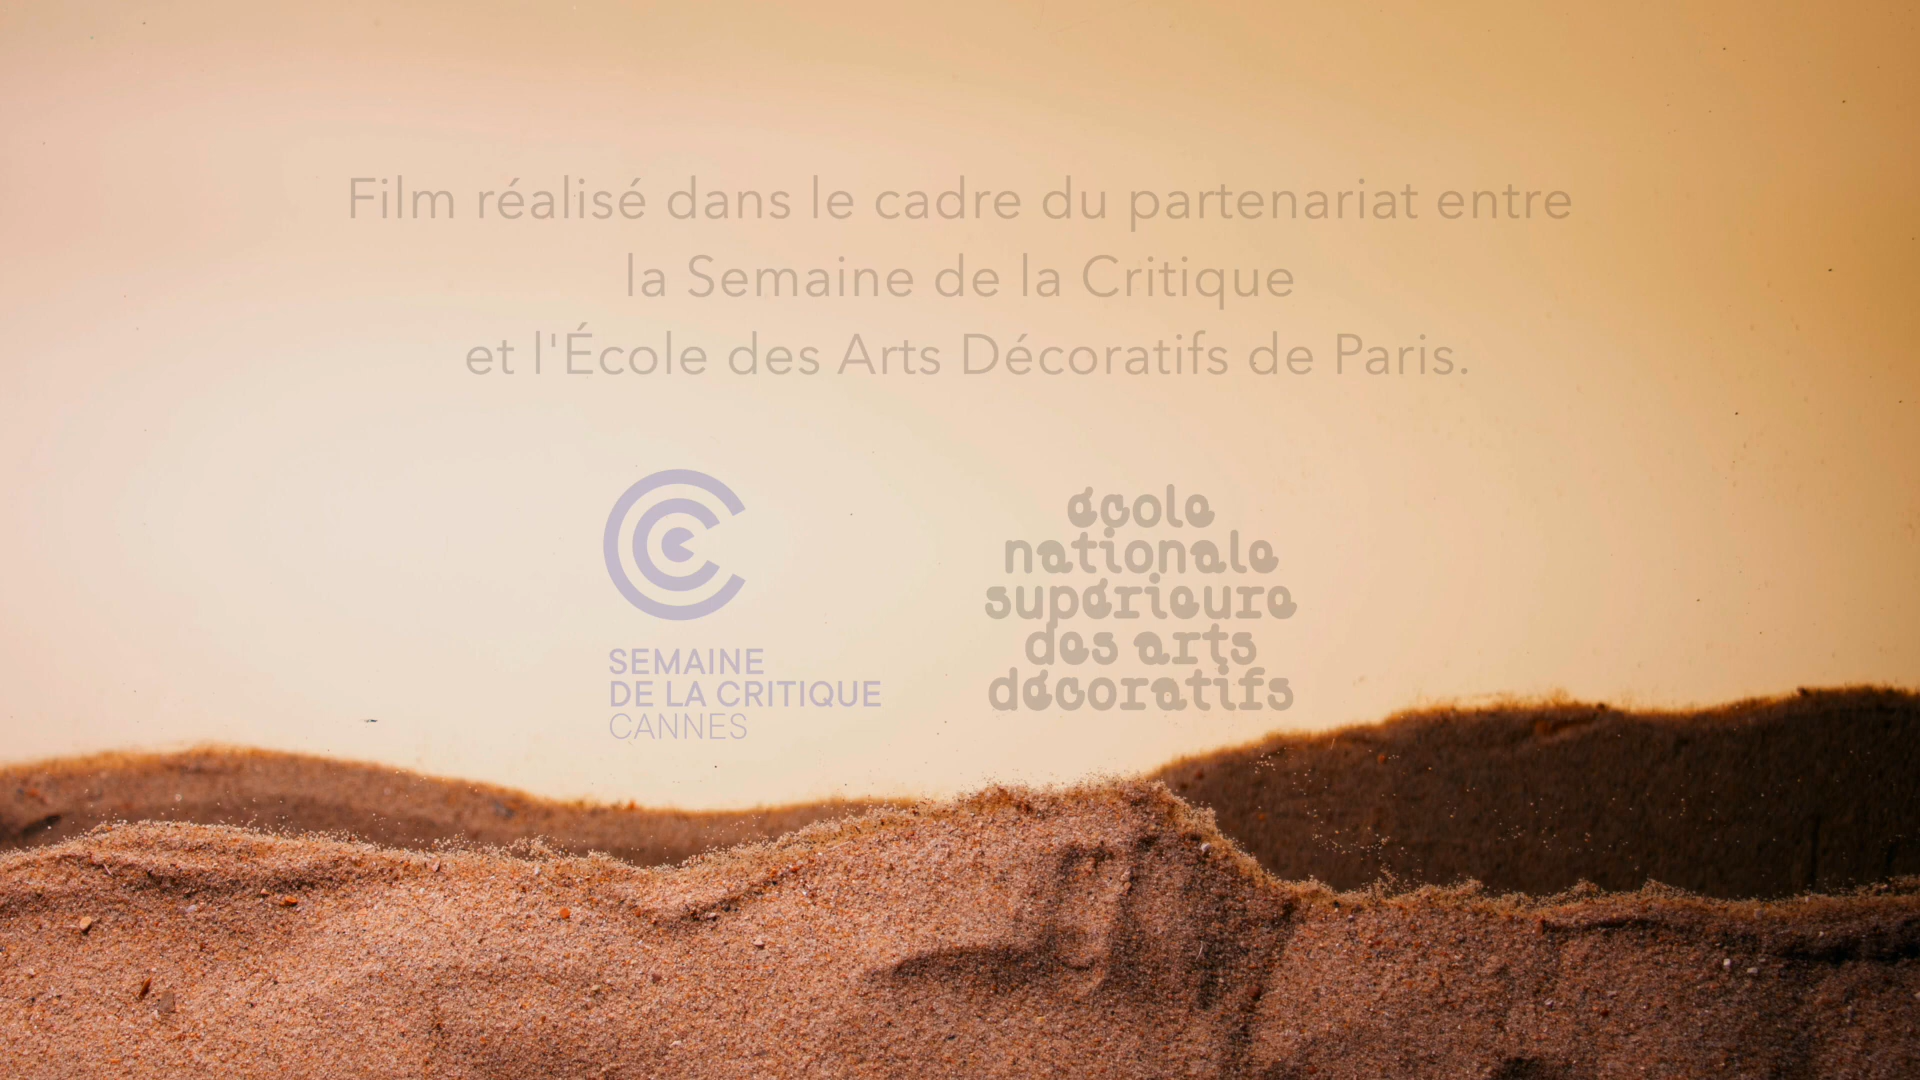 Film réalisé dans le cadre du partenariat entre
la Semaine de la Critique
et l'École des Arts Décoratifs de Paris.
SEMAINE
DE LA CRITIQUE
CANNES
école
nationale
supérieure
des arts
décoratifs